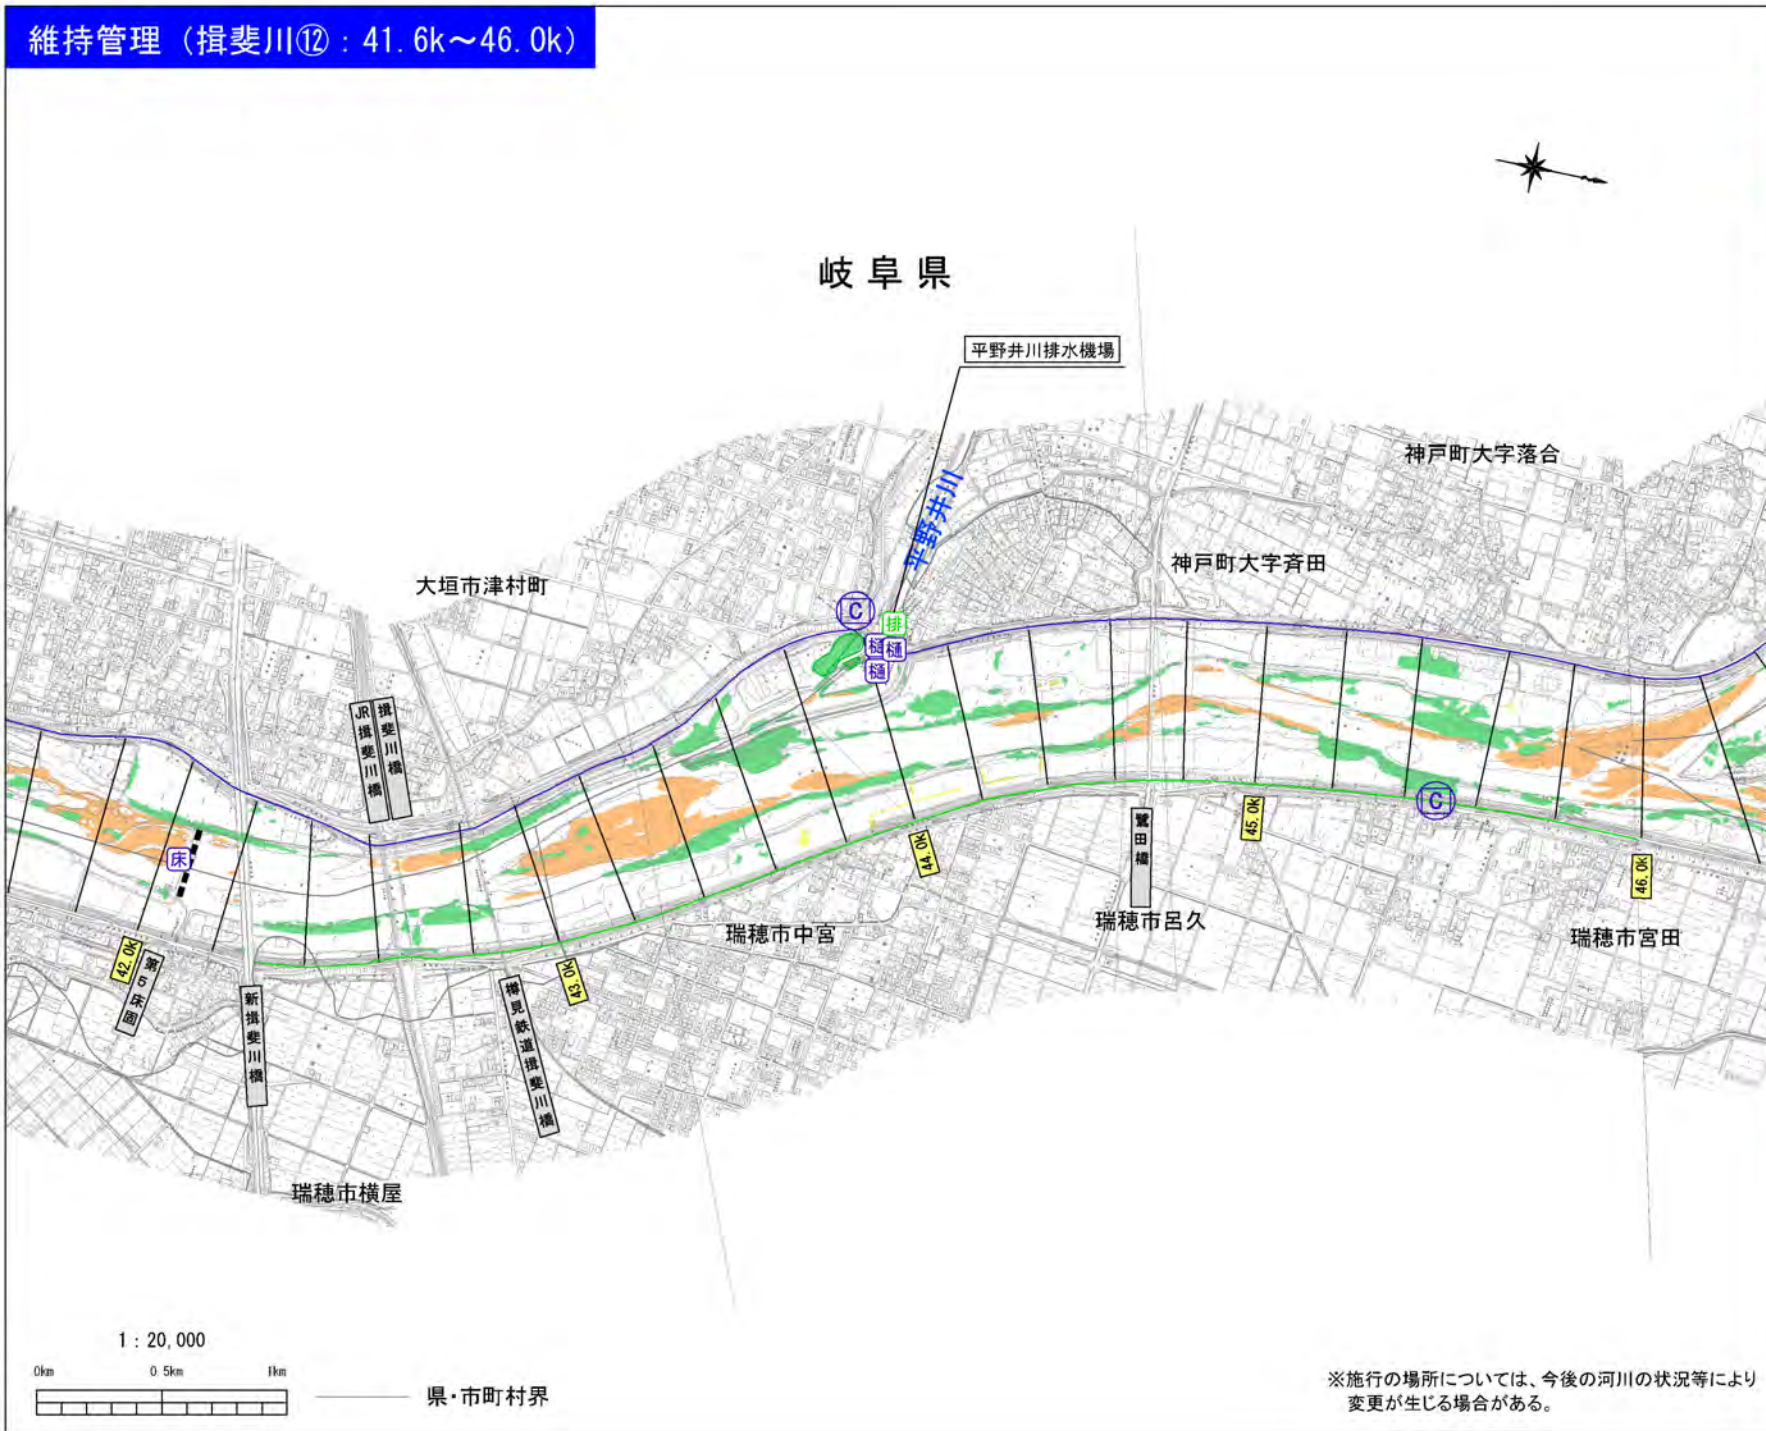 維持管理（揖斐川⑫：41.6k～46.0k）
岐阜県
平野井川排水機場
神戸町大字落合
平野井川
神戸町大字斉田
大垣市津村町
C
排
樋
樋
樋
JR揖斐川橋
揖斐川橋
床
C
42.0k
第5床固
新揖斐川橋
樽見鉄道揖斐川橋
43.0k
瑞穂市中宮
44.0k
鷺田橋
瑞穂市呂久
45.0k
46.0k
瑞穂市宮田
瑞穂市横屋
1：20,000
0km 0 5km 1km
県・市町村界
※施行の場所については、今後の河川の状況等により
変更が生じる場合がある。